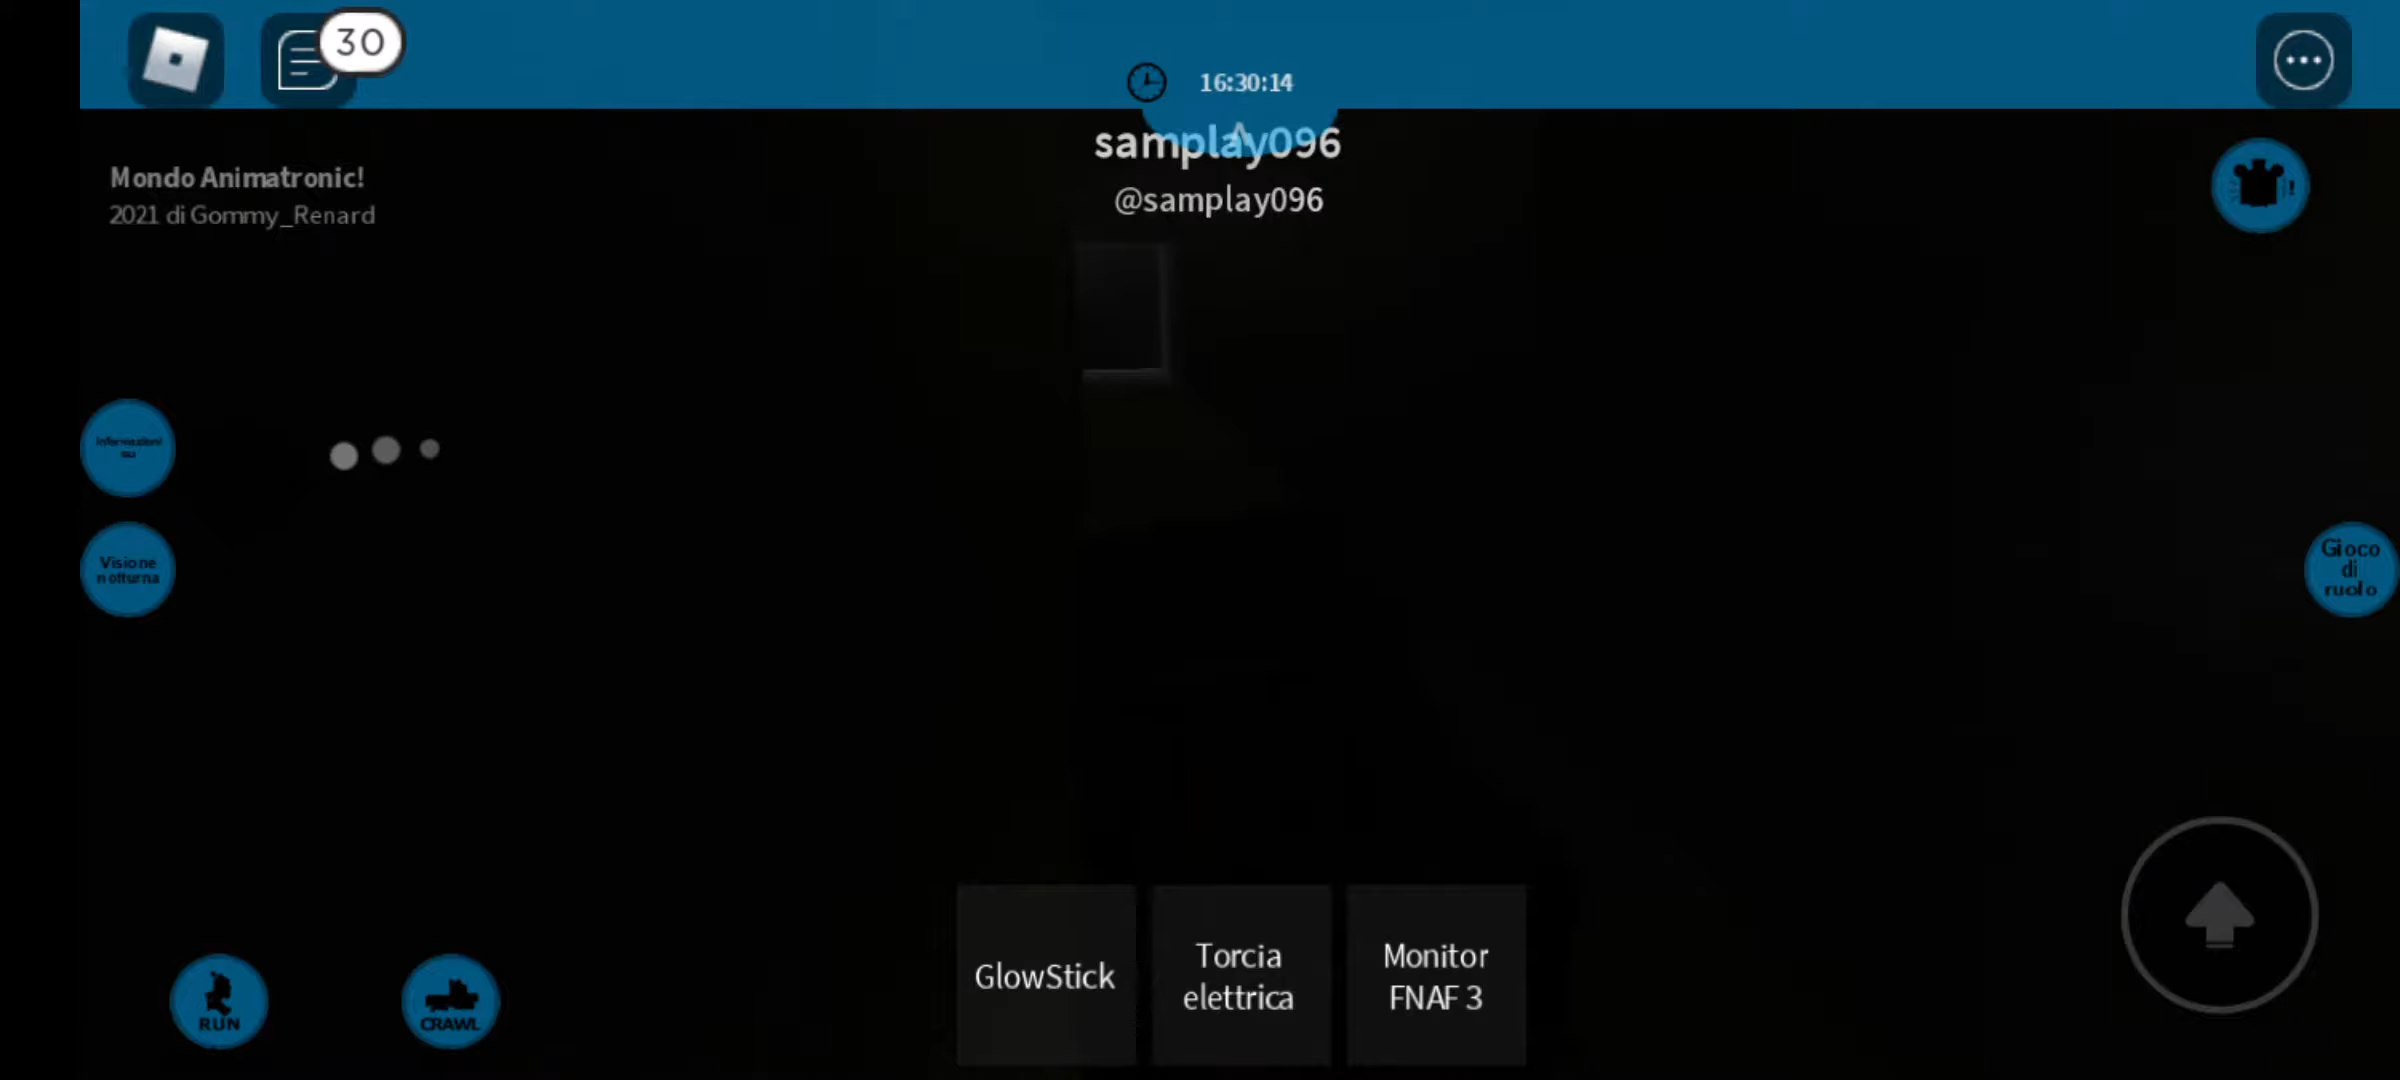 30
16:30:14
samplay096
@samplay096
Mondo Animatronic!
2021 di Gommy_Renard
Informazioni
Visione
notturna
Gioco
di
ruolo
RUN
CRAWL
GlowStick
Torcia
elettrica
Monitor
FNAF 3